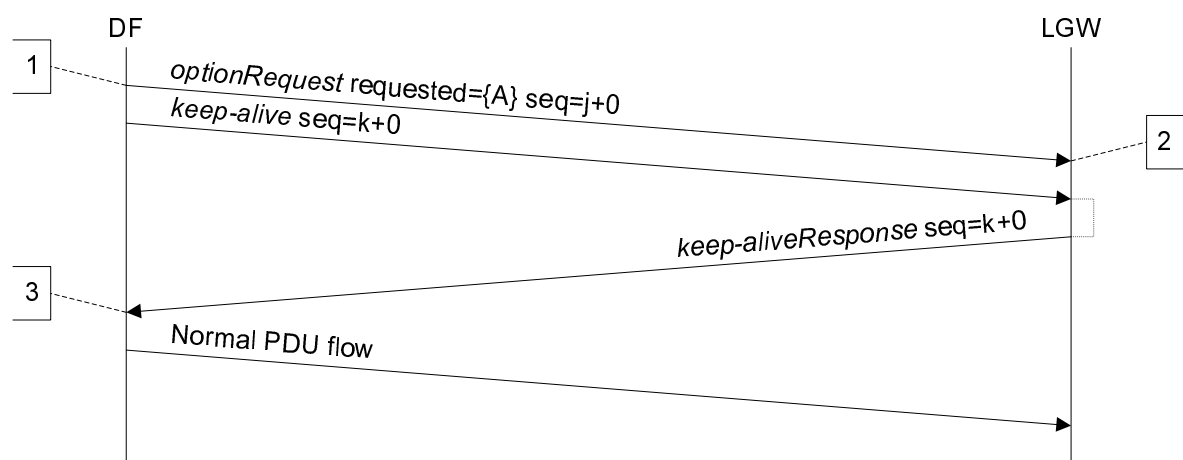 DF
LGW
1
optionRequest requested={A} seq=j+0
keep-alive seq=k+0
2
keep-aliveResponse seq=k+0
3
Normal PDU flow